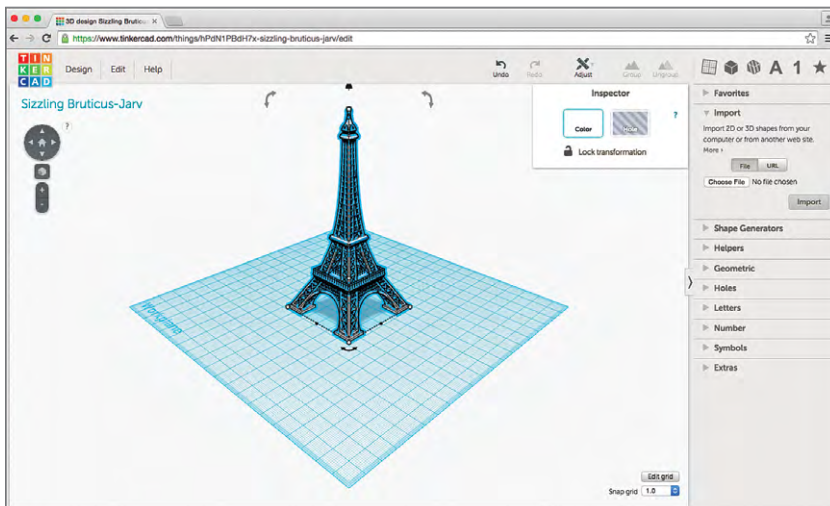 3D design Sizzling Bruticu ×
https://www.tinkercad.com/things/hPdN1PBdH7x-sizzling-bruticus-jarv/edit
TIN
KER
CAD
Design
Edit
Help
Undo
Redo
Adjust
Group
Ungroup
A
1
Sizzling Bruticus-Jarv
?
+
-
Workplane
Inspector
Color
Hole
?
Lock transformation
Favorites
Import
Import 2D or 3D shapes from your
computer or from another web site.
More ›
File
URL
Choose File No file chosen
Import
Shape Generators
Helpers
Geometric
Holes
Letters
Number
Symbols
Extras
Edit grid
Snap grid 1.0